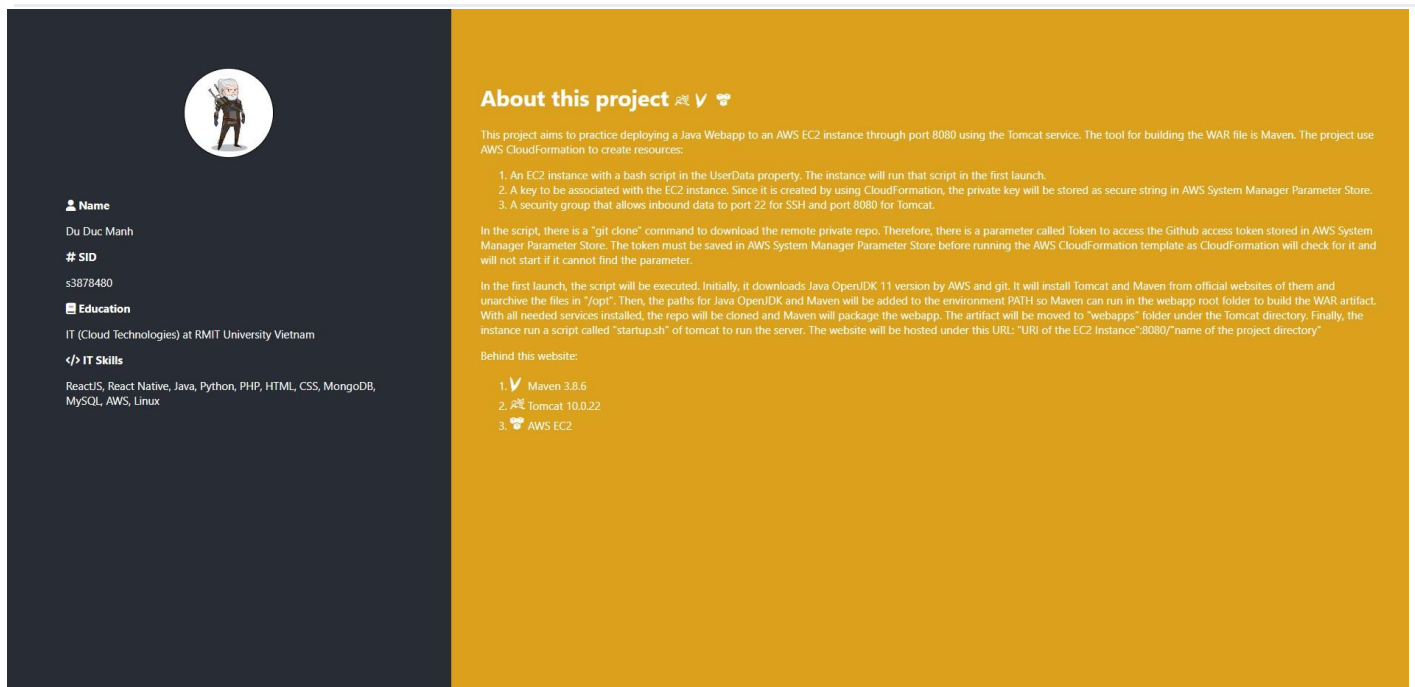 Name
Du Duc Manh
# SID
s3878480
Education
IT (Cloud Technologies) at RMIT University Vietnam
</> IT Skills
ReactJS, React Native, Java, Python, PHP, HTML, CSS, MongoDB,
MySQL, AWS, Linux
About this project
This project aims to practice deploying a Java Webapp to an AWS EC2 instance through port 8080 using the Tomcat service. The tool for building the WAR file is Maven. The project use
AWS CloudFormation to create resources:
1. An EC2 instance with a bash script in the UserData property. The instance will run that script in the first launch.
2. A key to be associated with the EC2 instance. Since it is created by using CloudFormation, the private key will be stored as secure string in AWS System Manager Parameter Store.
3. A security group that allows inbound data to port 22 for SSH and port 8080 for Tomcat.
In the script, there is a "git clone" command to download the remote private repo. Therefore, there is a parameter called Token to access the Github access token stored in AWS System
Manager Parameter Store. The token must be saved in AWS System Manager Parameter Store before running the AWS CloudFormation template as CloudFormation will check for it and
will not start if it cannot find the parameter.
In the first launch, the script will be executed. Initially, it downloads Java OpenJDK 11 version by AWS and git. It will install Tomcat and Maven from official websites of them and
unarchive the files in "/opt". Then, the paths for Java OpenJDK and Maven will be added to the environment PATH so Maven can run in the webapp root folder to build the WAR artifact.
With all needed services installed, the repo will be cloned and Maven will package the webapp. The artifact will be moved to "webapps" folder under the Tomcat directory. Finally, the
instance run a script called "startup.sh" of tomcat to run the server. The website will be hosted under this URL: "URI of the EC2 Instance":8080/"name of the project directory"
Behind this website:
1. Maven 3.8.6
2. Tomcat 10.0.22
3. AWS EC2